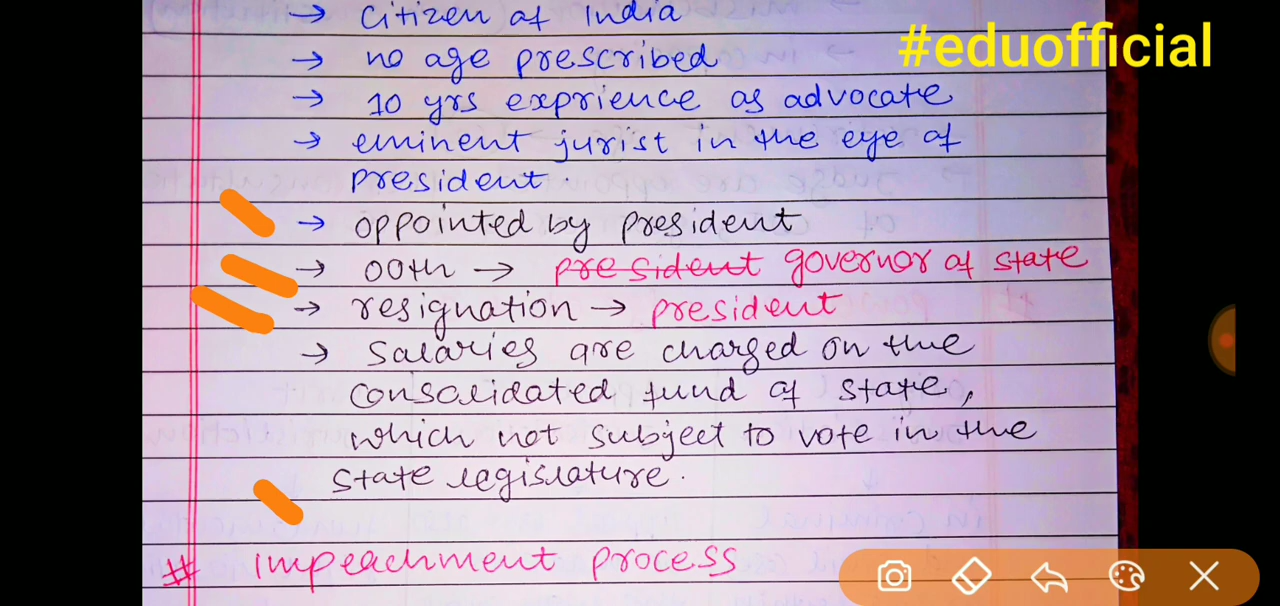 → citizen of India
#eduofficial
→ no age prescribed
→ 10 yrs exprience as advocate
→ eminent jurist in the eye of
president.
→ oppointed by president
→ oath → president governor of state
→ resignation → president
→ salaries are charged on the
consolidated fund of state,
which not subject to vote in the
state legislature.
# impeachment process